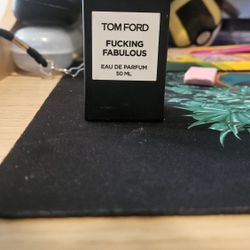 TOM FORD
FUCKING
FABULOUS
EAU DE PARFUM
50 ML